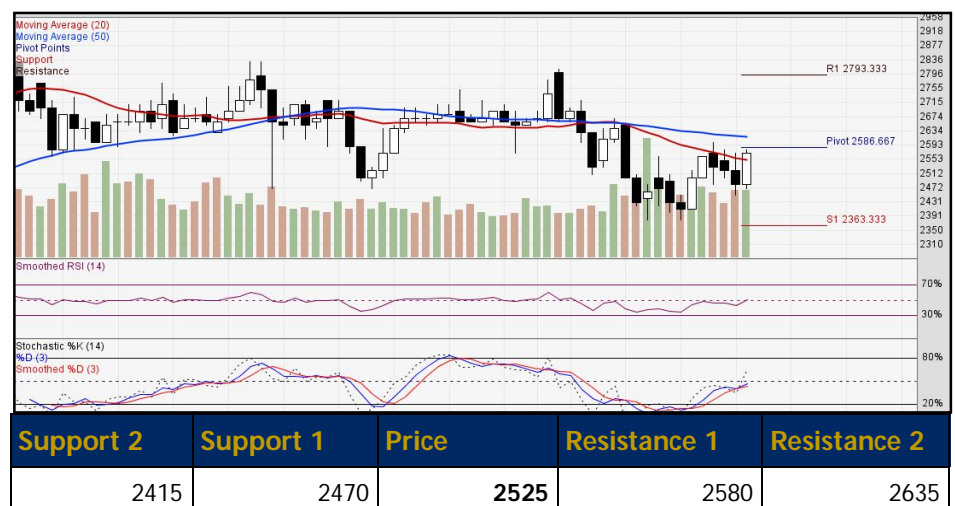 Moving Average (20)
Moving Average (50)
Pivot Points
Support
Resistance
2958
2918
2877
2836
2796
2755
2715
2674
2634
2593
2553
2512
2472
2431
2391
2350
2310
R1 2793.333
Pivot 2586.667
S1 2363.333
Smoothed RSI (14)
70%
30%
Stochastic %K (14)
%D (3)
Smoothed %D (3)
80%
20%
Support 2 Support 1 Price Resistance 1 Resistance 2
2415 2470 2525 2580 2635